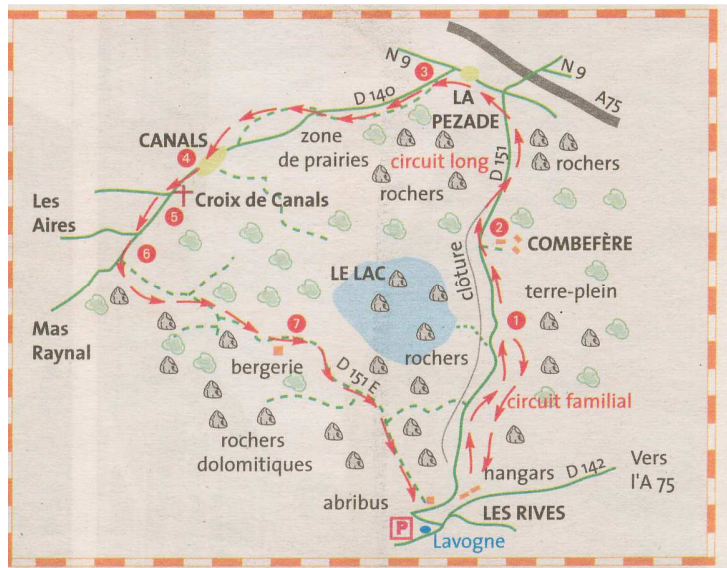 N 9
3
N 9
A75
D 140
LA
PEZADE
CANALS
zone
de prairies
circuit long
D 151
rochers
4
rochers
Les
Aires
5
Croix de Canals
2
COMBEFÈRE
6
LE LAC
clôture
terre-plein
Mas
Raynal
7
1
bergerie
rochers
D 151 E
circuit familial
rochers
dolomitiques
hangars
D 142
Vers
l'A 75
abribus
LES RIVES
P
Lavogne